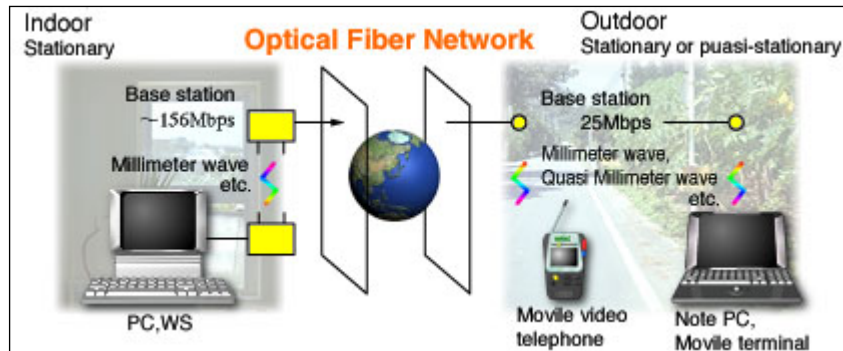 Indoor
Stationary
Optical Fiber Network
Outdoor
Stationary or puasi-stationary
Base station
~156Mbps
Millimeter wave
etc.
PC,WS
Base station
25Mbps
Millimeter wave,
Quasi Millimeter wave
etc.
Movile video
telephone
Note PC,
Movile terminal